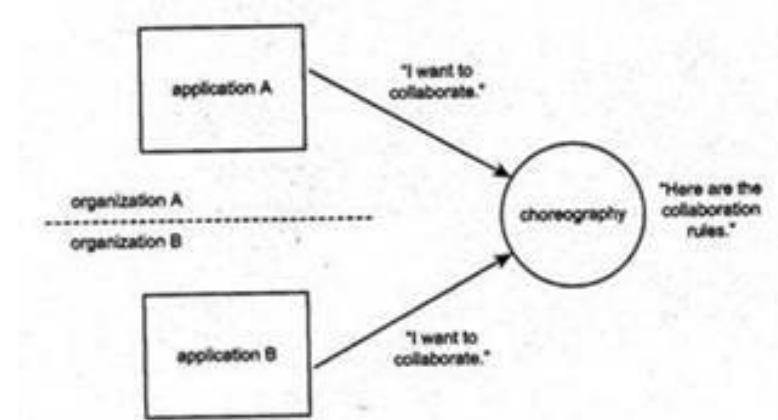 application A
"I want to
collaborate."
organization A
organization B
choreography
"Here are the
collaboration
rules."
application B
"I want to
collaborate."